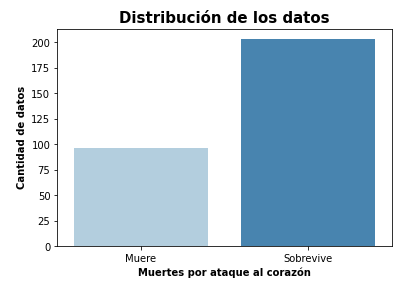 Distribución de los datos
200
175
150
125
100
75
50
25
0
Cantidad de datos
Muere
Sobrevive
Muertes por ataque al corazón